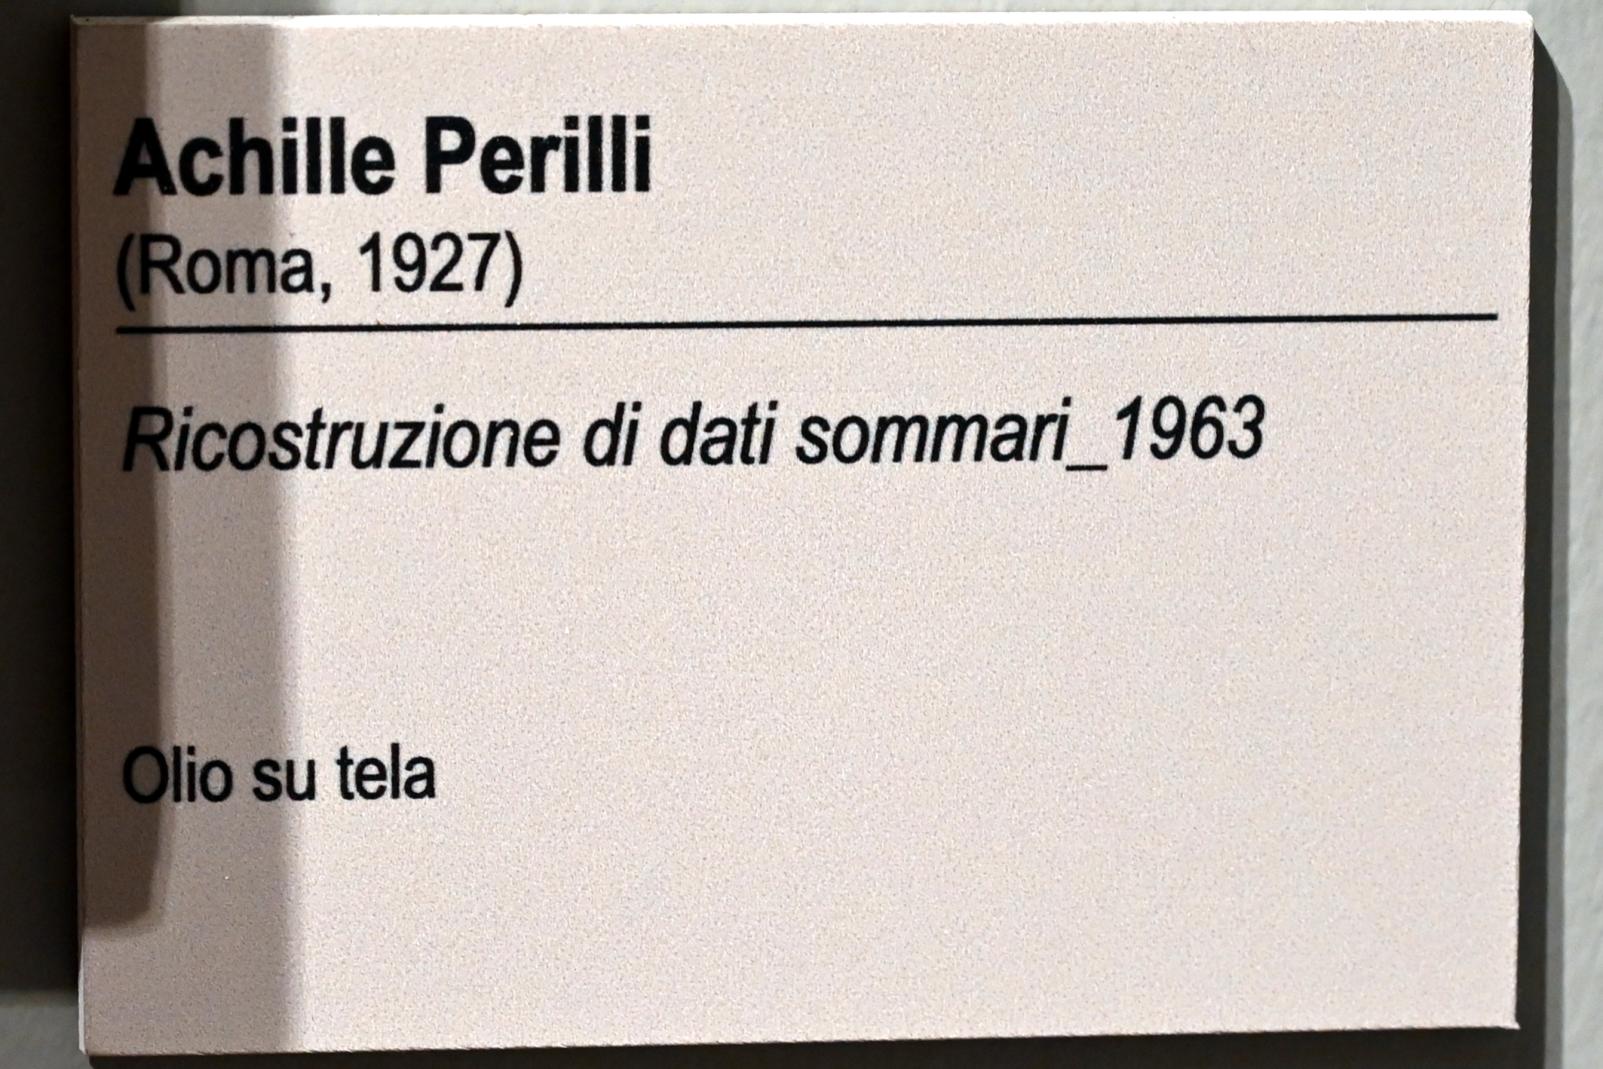 Achille Perilli
(Roma, 1927)
Ricostruzione di dati sommari_1963
Olio su tela